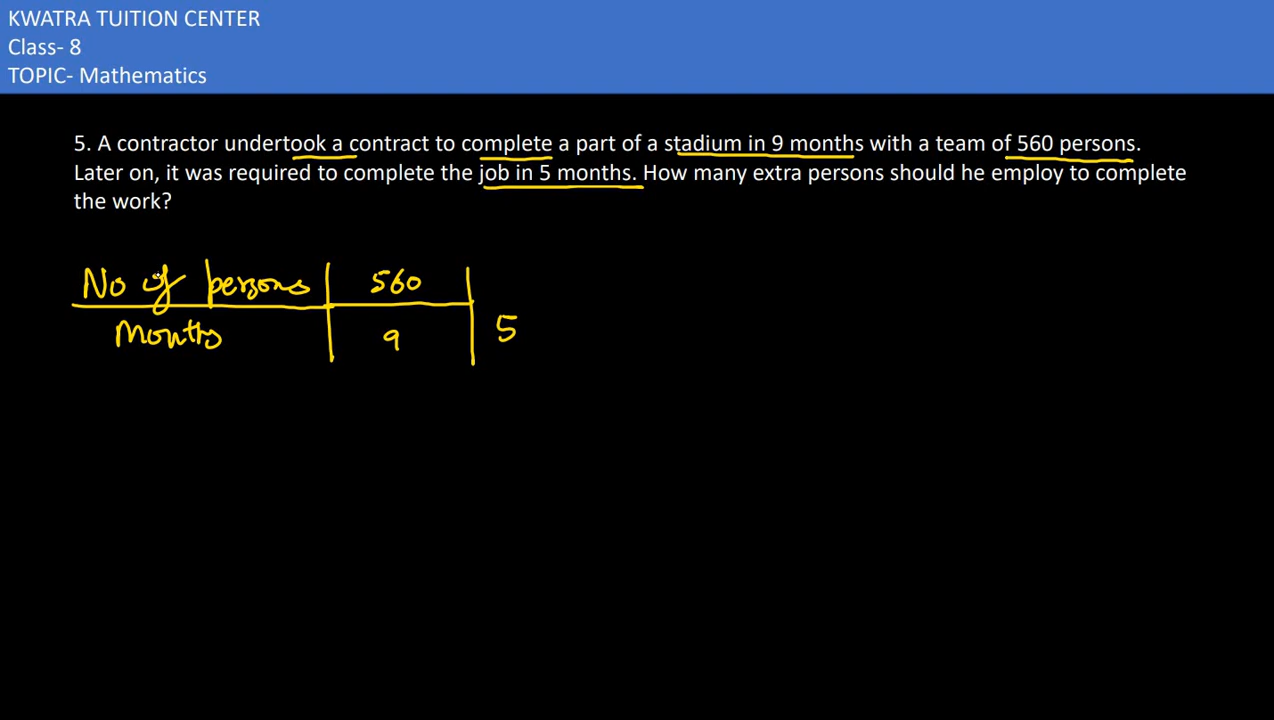 KWATRA TUITION CENTER
Class- 8
TOPIC- Mathematics
5. A contractor undertook a contract to complete a part of a stadium in 9 months with a team of 560 persons.
Later on, it was required to complete the job in 5 months. How many extra persons should he employ to complete
the work?
No of persons 560
Months 9 5